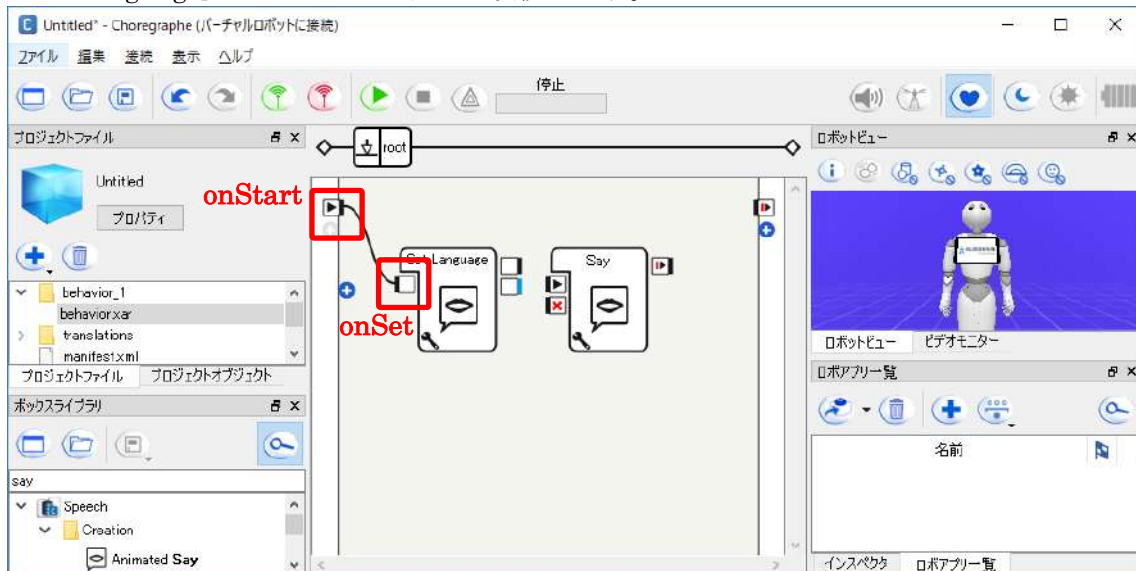 Untitled* - Choregraphe (バーチャルロボットに接続)
ファイル 編集 接続 表示 ヘルプ
停止
プロジェクトファイル
root
ロボットビュー
Untitled
プロパティ
onStart
Set Language
Say
onSet
behavior_1
behavior.xar
translations
manifest.xml
プロジェクトファイル プロジェクトオブジェクト
ロボットビュー ビデオモニター
ロボアプリ一覧
ボックスライブラリ
名前
say
Speech
Creation
Animated Say
インスペクタ ロボアプリ一覧